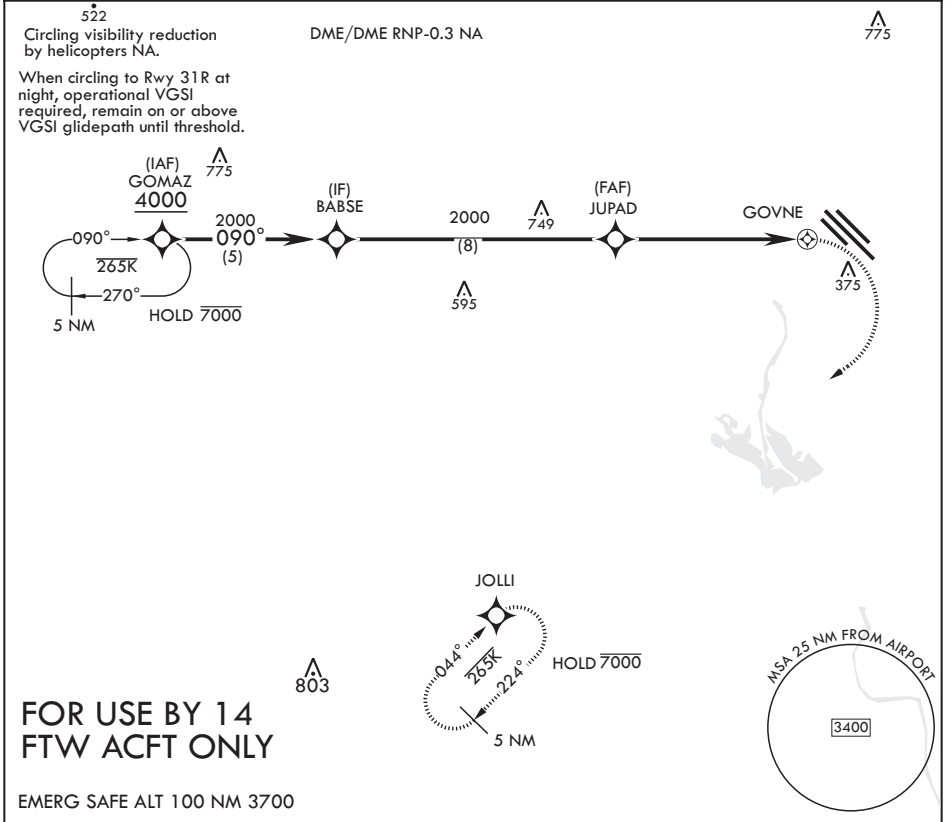 522
Circling visibility reduction
by helicopters NA.
DME/DME RNP-0.3 NA
775
When circling to Rwy 31R at
night, operational VGSI
required, remain on or above
VGSI glidepath until threshold.
(IAF)
GOMAZ
4000
775
(IF)
BABSE
(FAF)
JUPAD
GOVNE
2000
090°
(5)
2000
(8)
749
090°
265K
270°
5 NM
HOLD 7000
595
375
JOLLI
044°
265K
224°
HOLD 7000
5 NM
803
MSA 25 NM FROM AIRPORT
3400
FOR USE BY 14
FTW ACFT ONLY
EMERG SAFE ALT 100 NM 3700